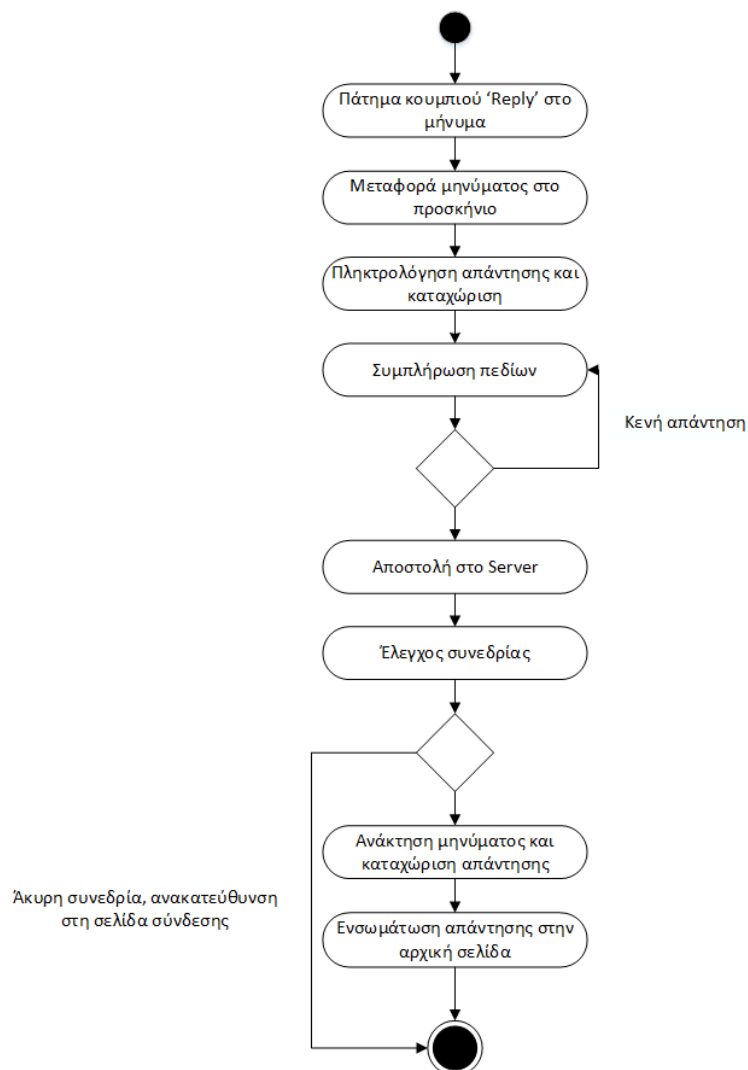 Πάτημα κουμπιού ‘Reply’ στο
μήνυμα
Μεταφορά μηνύματος στο
προσκήνιο
Πληκτρολόγηση απάντησης και
καταχώριση
Συμπλήρωση πεδίων
Κενή απάντηση
Αποστολή στο Server
Έλεγχος συνεδρίας
Ανάκτηση μηνύματος και
καταχώριση απάντησης
Άκυρη συνεδρία, ανακατεύθυνση
στη σελίδα σύνδεσης
Ενσωμάτωση απάντησης στην
αρχική σελίδα